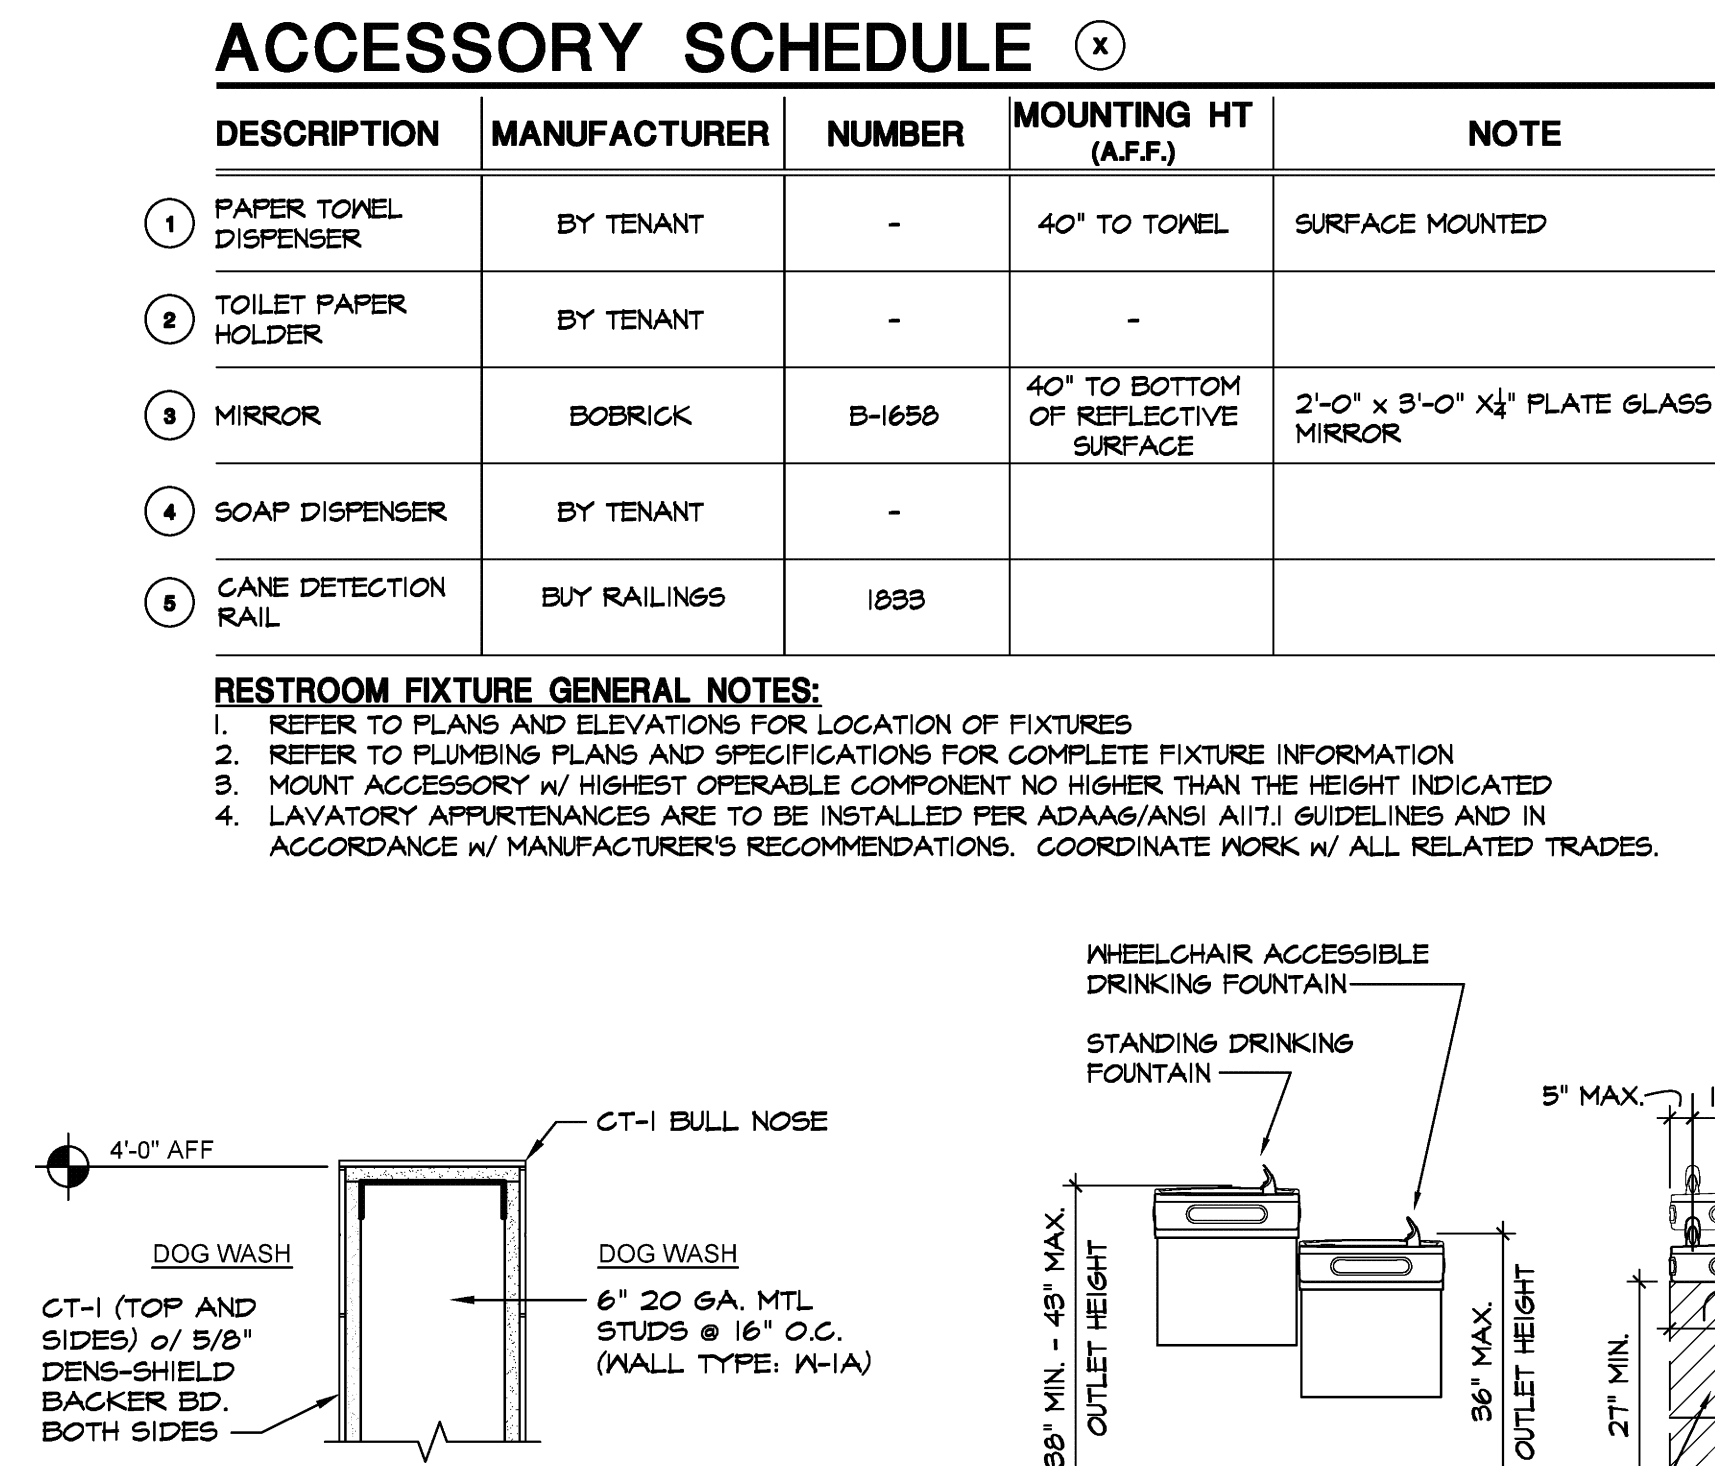 ACCESSORY SCHEDULE X
DESCRIPTION MANUFACTURER NUMBER MOUNTING HT (A.F.F.) NOTE
1 PAPER TOWEL
DISPENSER
BY TENANT - 40" TO TOWEL SURFACE MOUNTED
2 TOILET PAPER
HOLDER
BY TENANT - -
3 MIRROR BOBRICK B-1658
40" TO BOTTOM
OF REFLECTIVE
SURFACE
2'-0" x 3'-0" X1/4" PLATE GLASS
MIRROR
4 SOAP DISPENSER BY TENANT -
5 CANE DETECTION
RAIL
BUY RAILINGS 1833
RESTROOM FIXTURE GENERAL NOTES:
1. REFER TO PLANS AND ELEVATIONS FOR LOCATION OF FIXTURES
2. REFER TO PLUMBING PLANS AND SPECIFICATIONS FOR COMPLETE FIXTURE INFORMATION
3. MOUNT ACCESSORY w/ HIGHEST OPERABLE COMPONENT NO HIGHER THAN THE HEIGHT INDICATED
4. LAVATORY APPURTENANCES ARE TO BE INSTALLED PER ADAAG/ANSI A117.1 GUIDELINES AND IN
ACCORDANCE w/ MANUFACTURER'S RECOMMENDATIONS. COORDINATE WORK w/ ALL RELATED TRADES.
4'-0" AFF
CT-1 BULL NOSE
DOG WASH
DOG WASH
CT-1 (TOP AND
SIDES) o/ 5/8"
DENS-SHIELD
BACKER BD.
BOTH SIDES
6" 20 GA. MTL
STUDS @ 16" O.C.
(WALL TYPE: W-1A)
WHEELCHAIR ACCESSIBLE
DRINKING FOUNTAIN
STANDING DRINKING
FOUNTAIN
38" MIN. - 43" MAX.
OUTLET HEIGHT
36" MAX.
OUTLET HEIGHT
5" MAX.
27" MIN.